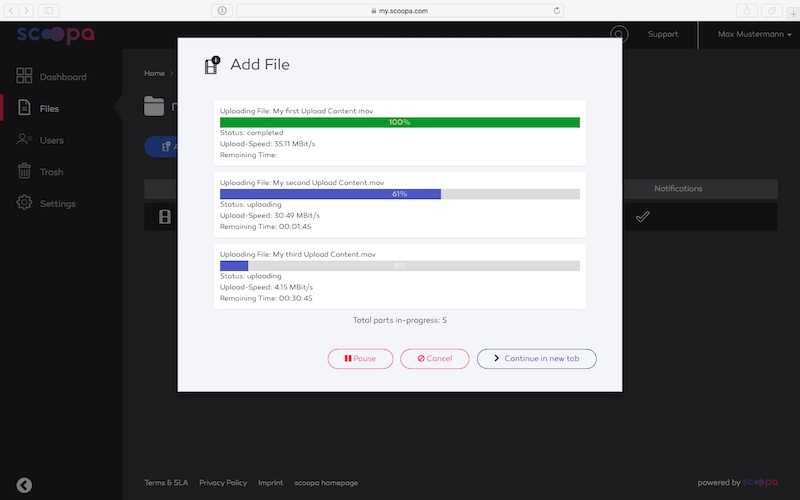 my.scoopa.com
scoopa
Support
Max Mustermann
Dashboard
Files
Users
Trash
Settings
Home
Add File
Uploading File: My first Upload Content.mov
100%
Status: completed
Upload-Speed: 35.11 MBit/s
Remaining Time:
Uploading File: My second Upload Content.mov
61%
Status: uploading
Upload-Speed: 30.49 MBit/s
Remaining Time: 00:01:45
Uploading File: My third Upload Content.mov
8%
Status: uploading
Upload-Speed: 4.15 MBit/s
Remaining Time: 00:30:45
Total parts in-progress: 5
Pause
Cancel
Continue in new tab
Notifications
Terms & SLA
Privacy Policy
Imprint
scoopa homepage
powered by scoopa